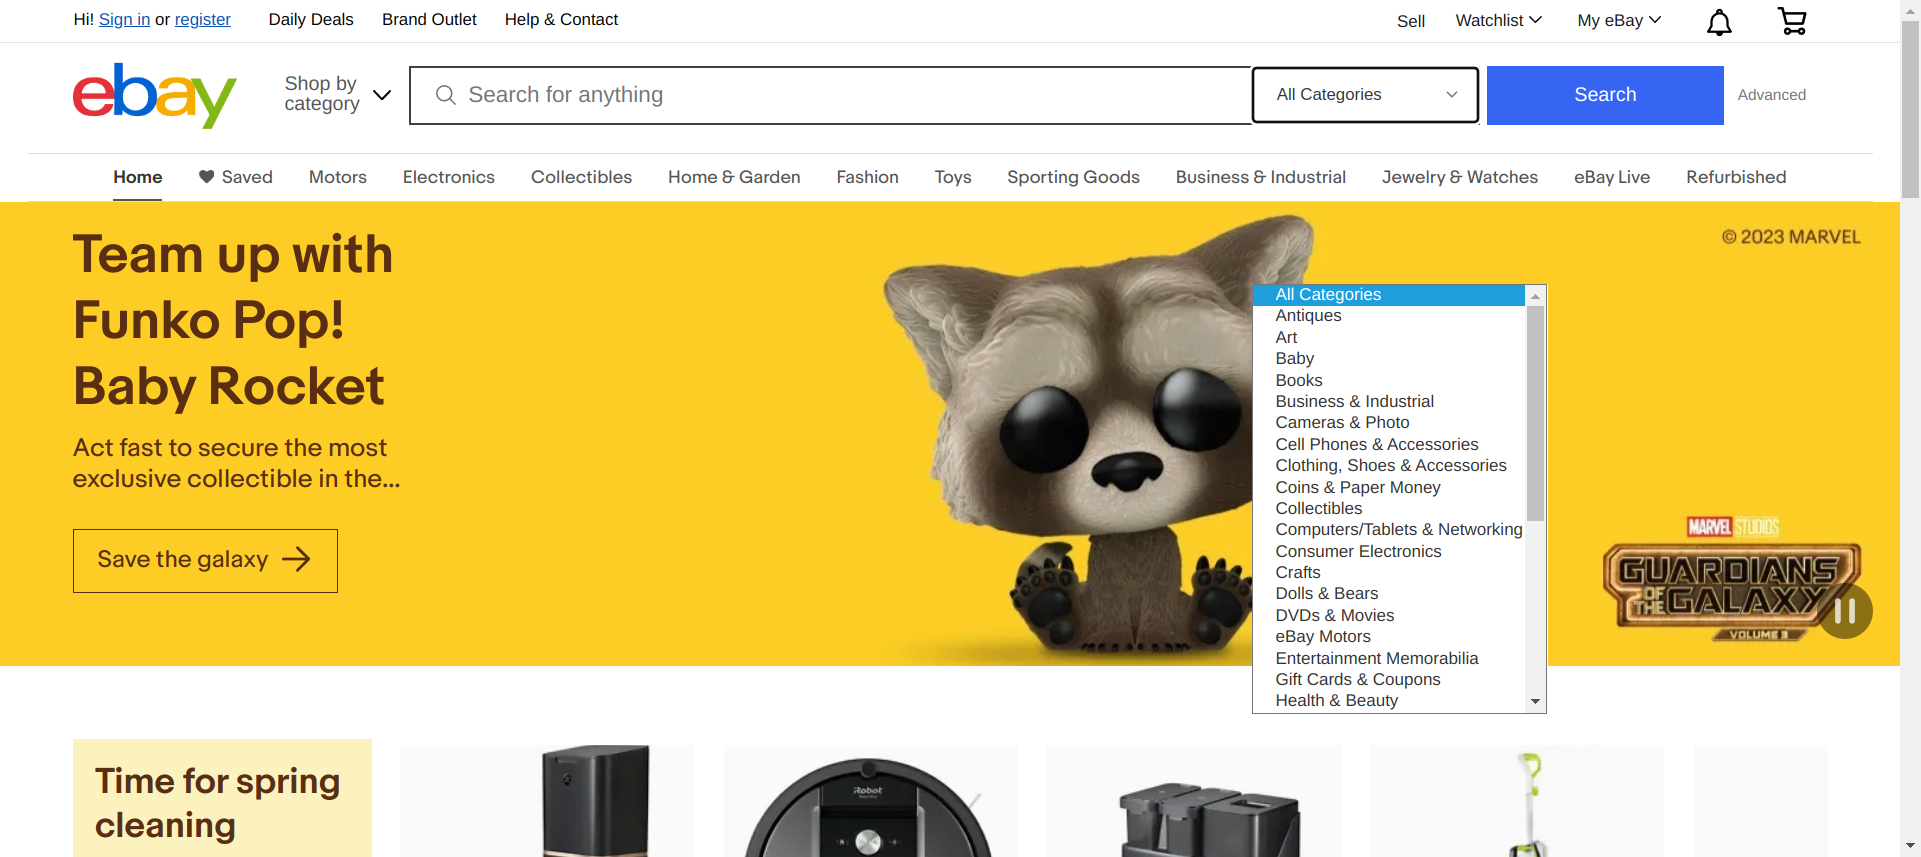 Hi! Sign in or register
Daily Deals
Brand Outlet
Help & Contact
Sell
Watchlist
My eBay
ebay
Shop by
category
Search for anything
All Categories
Search
Advanced
Home
Saved
Motors
Electronics
Collectibles
Home & Garden
Fashion
Toys
Sporting Goods
Business & Industrial
Jewelry & Watches
eBay Live
Refurbished
Team up with
Funko Pop!
Baby Rocket
Act fast to secure the most
exclusive collectible in the...
Save the galaxy
© 2023 MARVEL
All Categories
Antiques
Art
Baby
Books
Business & Industrial
Cameras & Photo
Cell Phones & Accessories
Clothing, Shoes & Accessories
Coins & Paper Money
Collectibles
Computers/Tablets & Networking
Consumer Electronics
Crafts
Dolls & Bears
DVDs & Movies
eBay Motors
Entertainment Memorabilia
Gift Cards & Coupons
Health & Beauty
MARVEL STUDIOS
GUARDIANS
OF THE GALAXY
VOLUME 3
Time for spring
cleaning
iRobot